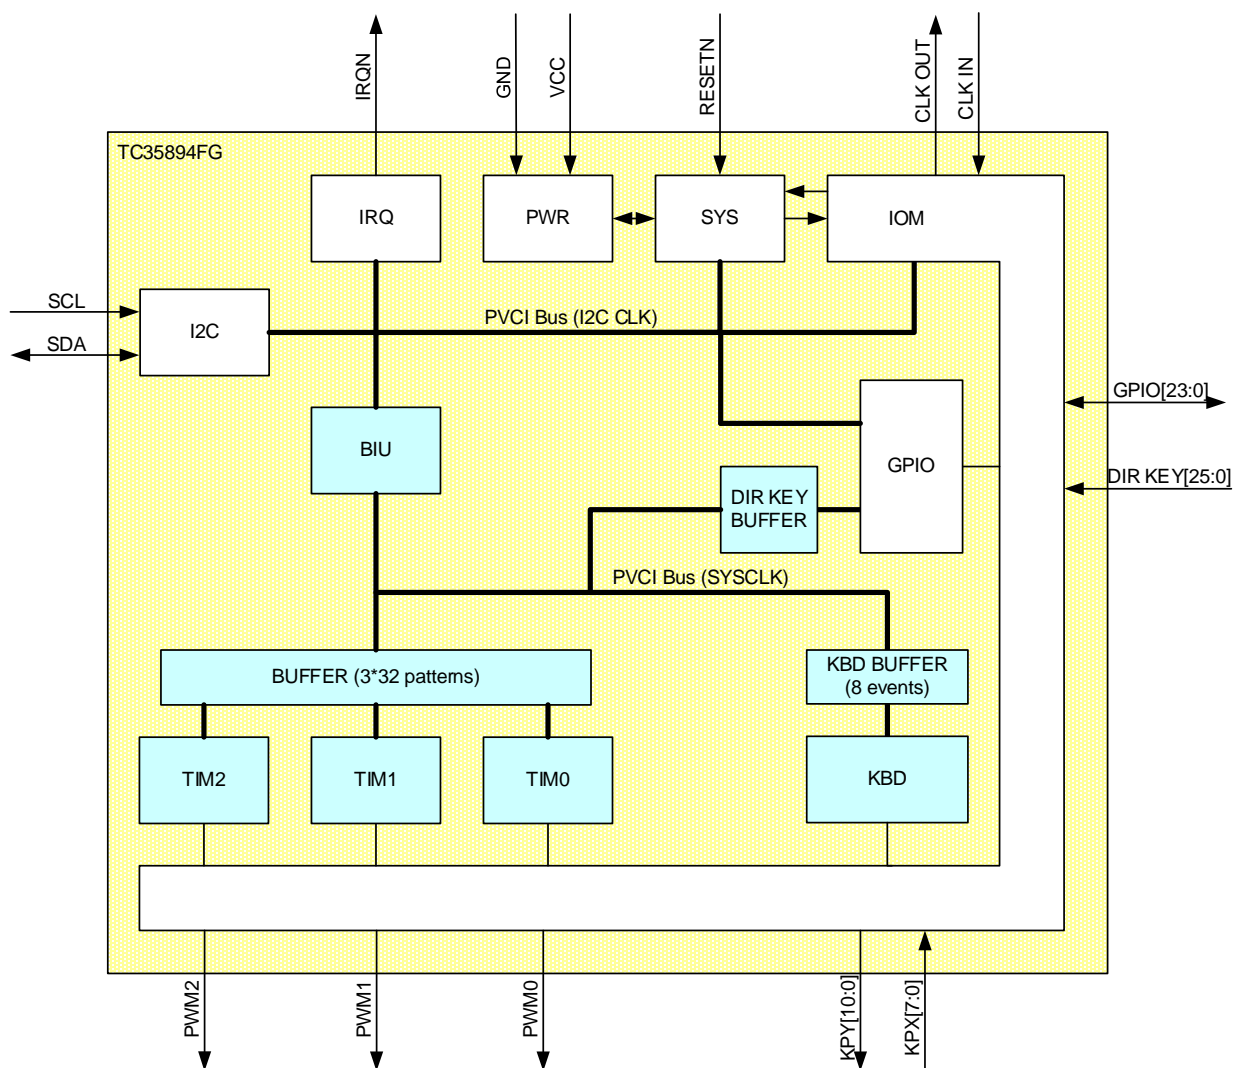 IRQN
GND
VCC
RESETN
CLK OUT
CLK IN
TC35894FG
IRQ
PWR
SYS
IOM
SCL
SDA
I2C
PVCI Bus (I2C CLK)
GPIO[23:0]
BIU
GPIO
DIR KEY[25:0]
DIR KEY
BUFFER
PVCI Bus (SYSCLK)
BUFFER (3*32 patterns)
KBD BUFFER
(8 events)
TIM2
TIM1
TIM0
KBD
PWM2
PWM1
PWM0
KPY[10:0]
KPX[7:0]